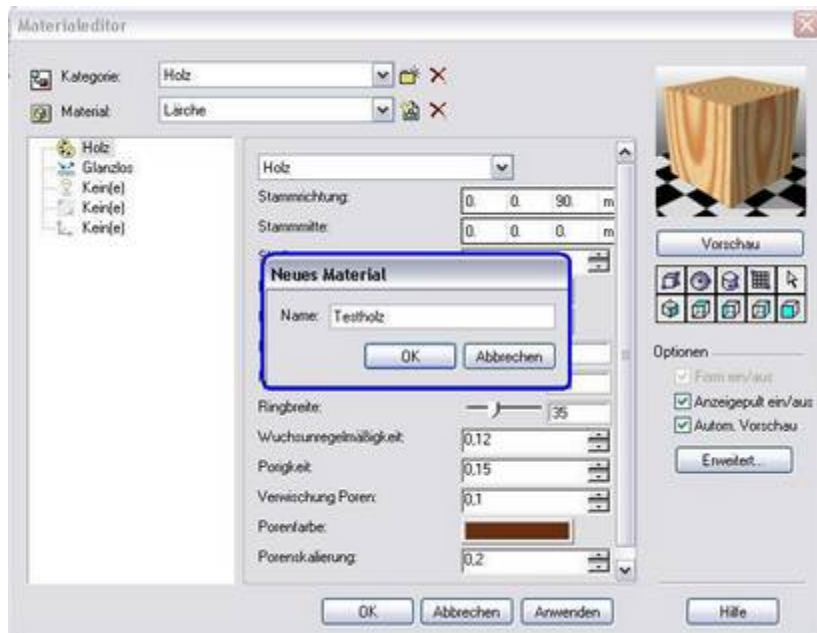 Materialeditor
Kategorie: Holz
Material: Lärche
Holz
Glanzlos
Kein(e)
Kein(e)
Kein(e)
Holz
Stammrichtung: 0. 0. 90. m
Stammmitte: 0. 0. 0. m
Neues Material
Name: Testholz
OK Abbrechen
Ringbreite: 35
Wuchsunregelmäßigkeit: 0,12
Porigkeit: 0,15
Verwischung Poren: 0,1
Porenfarbe:
Porenskalierung: 0,2
Vorschau
Optionen
Form ein/aus
Anzeigepult ein/aus
Autom. Vorschau
Erweitert...
OK Abbrechen Anwenden Hilfe